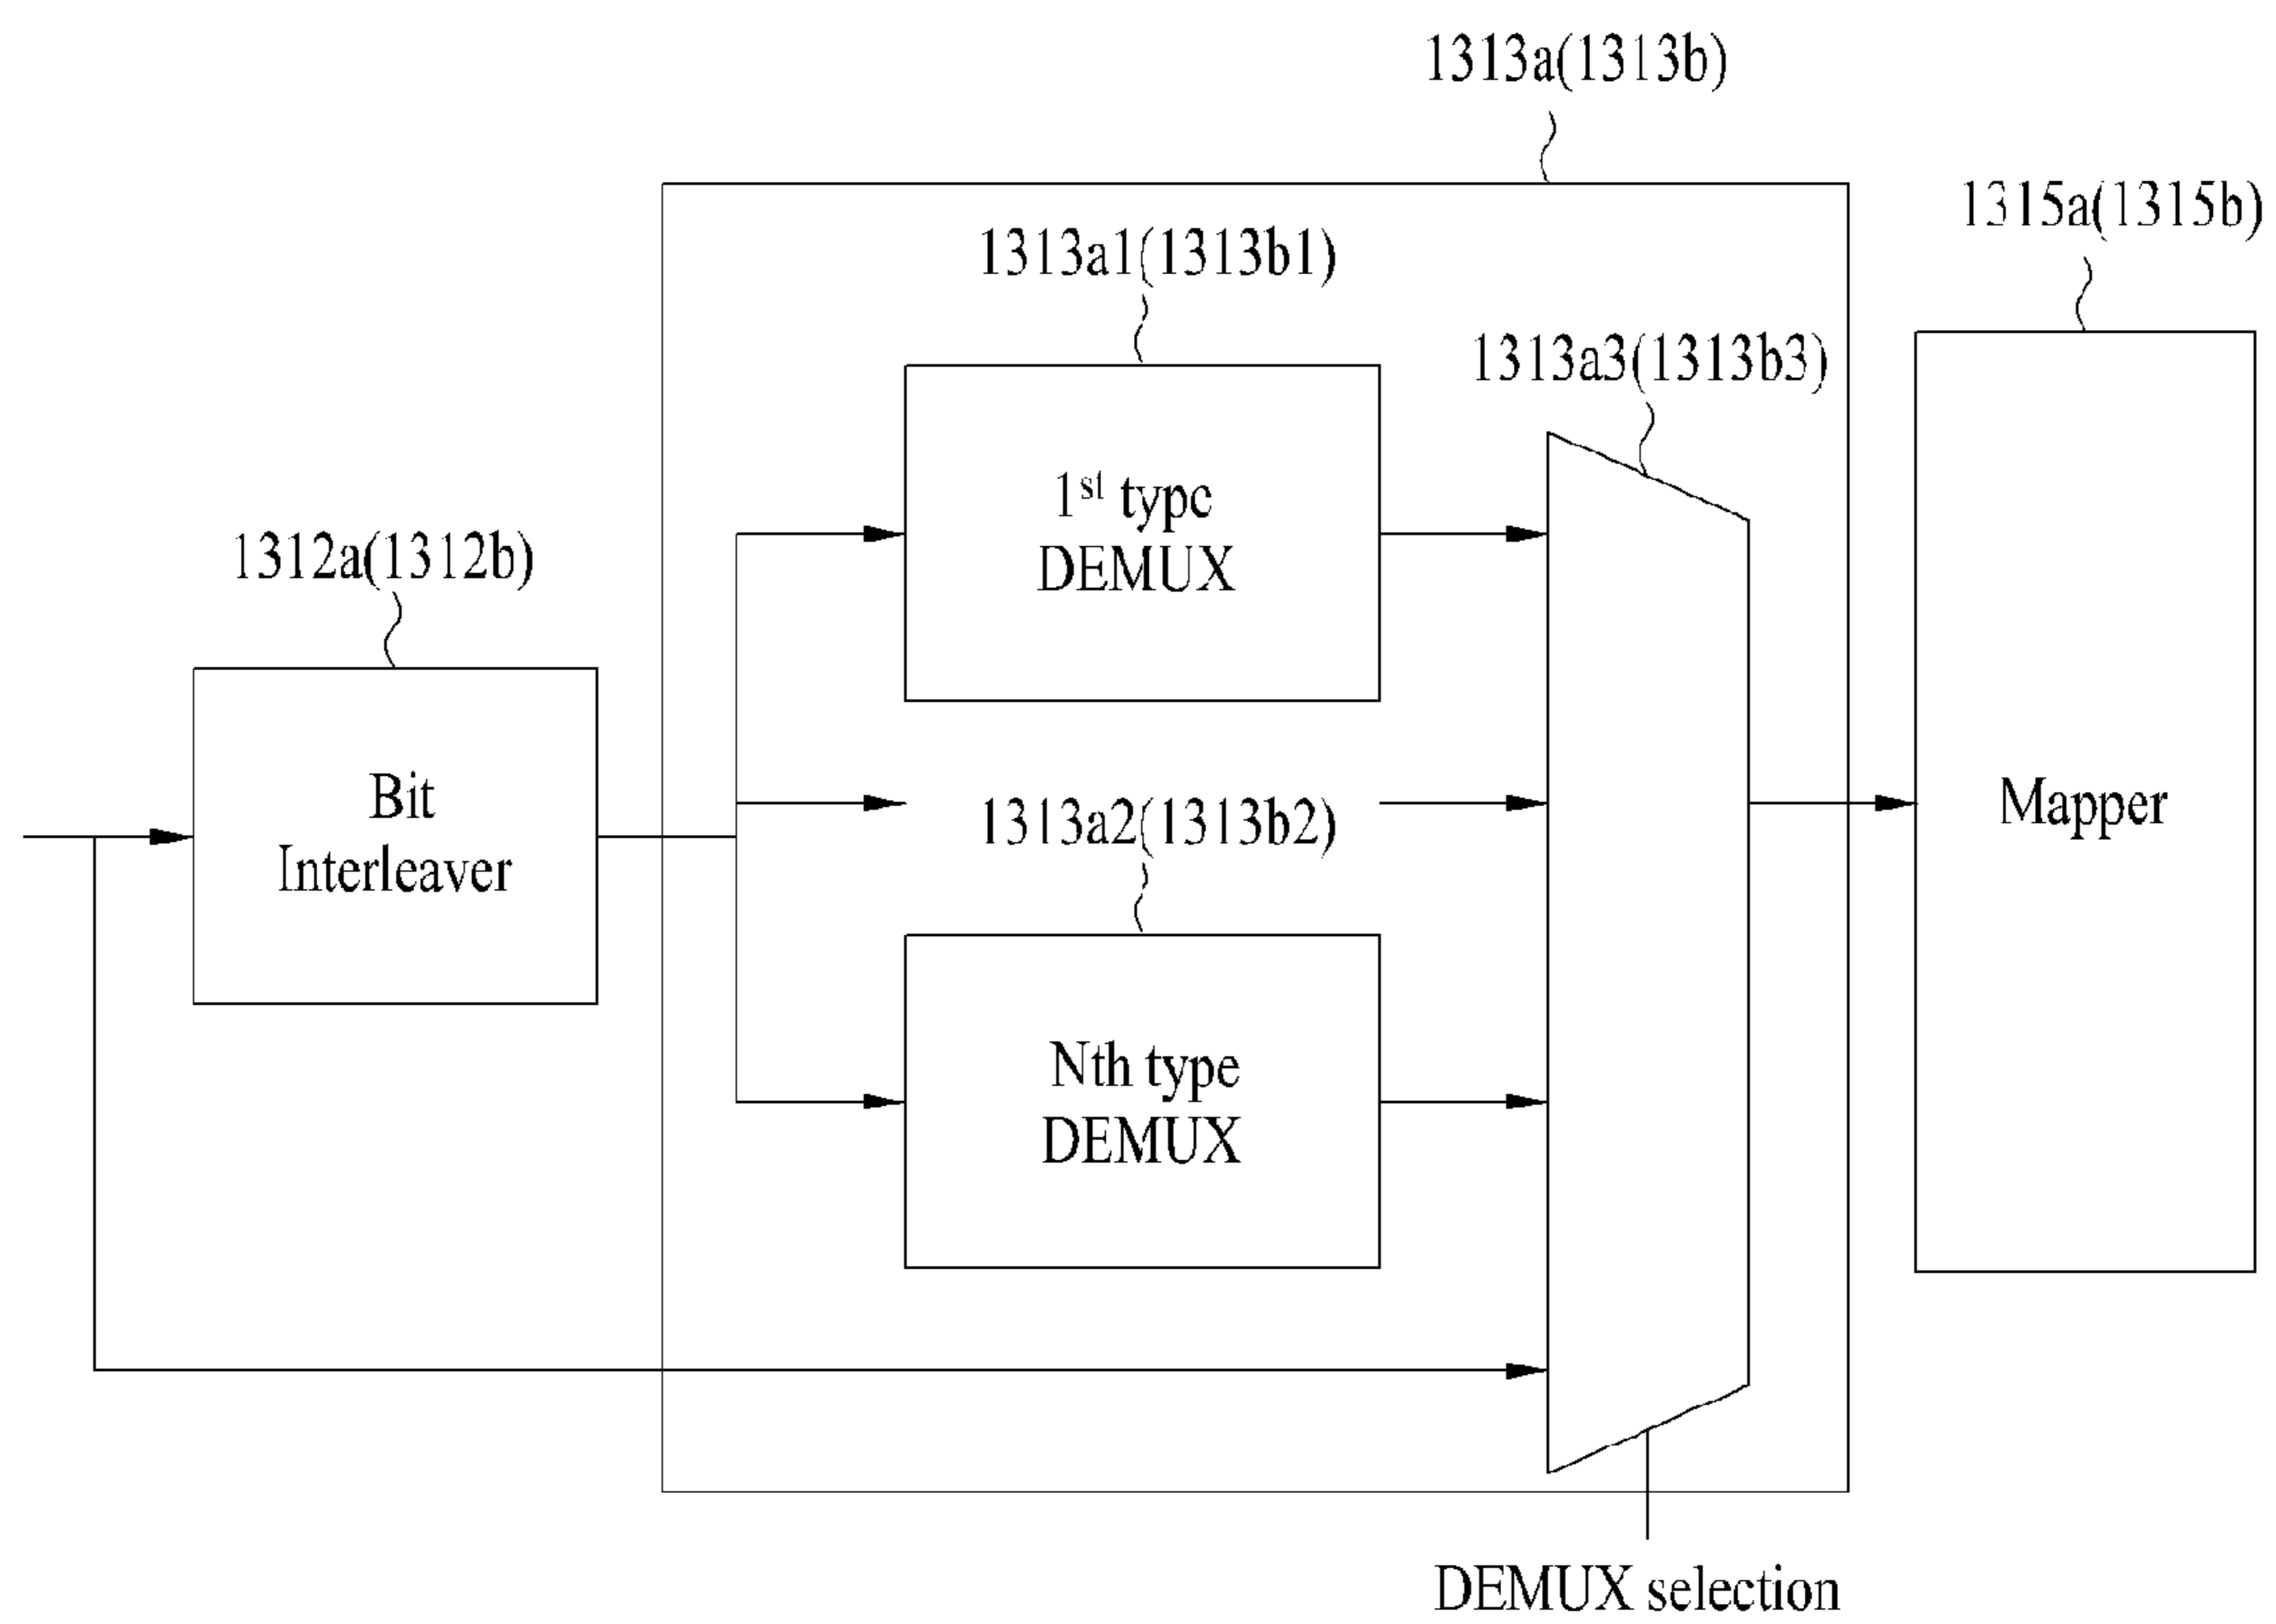 1313a(1313b)
1315a(1315b)
1313a1(1313b1)
1313a3(1313b3)
1st type
DEMUX
1312a(1312b)
Bit
Interleaver
1313a2(1313b2)
Mapper
Nth type
DEMUX
DEMUX selection